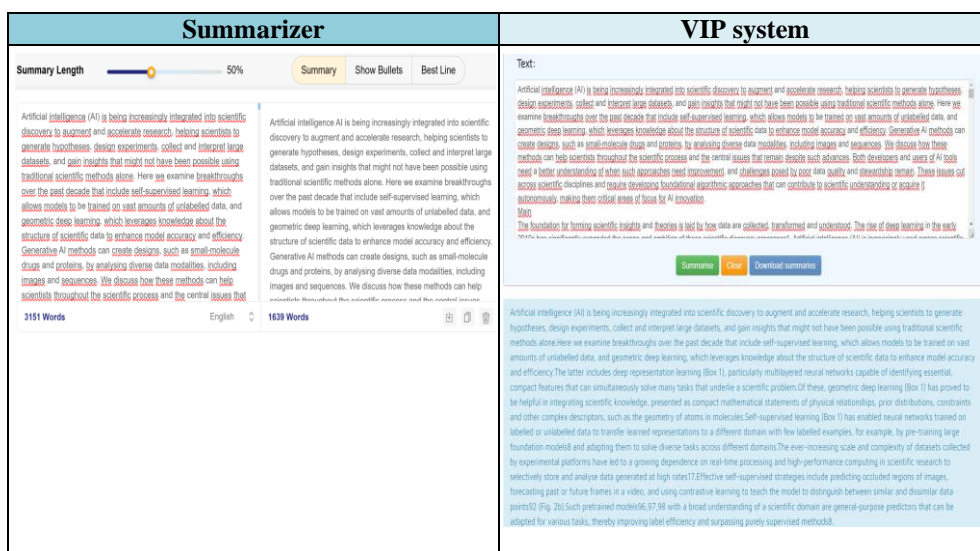 Summarizer
VIP system
Summary Length
50%
Summary
Show Bullets
Best Line
Artificial intelligence (AI) is being increasingly integrated into scientific
discovery to augment and accelerate research, helping scientists to
generate hypotheses, design experiments, collect and interpret large
datasets, and gain insights that might not have been possible using
traditional scientific methods alone. Here we examine breakthroughs
over the past decade that include self-supervised learning, which
allows models to be trained on vast amounts of unlabelled data, and
geometric deep learning, which leverages knowledge about the
structure of scientific data to enhance model accuracy and efficiency.
Generative AI methods can create designs, such as small-molecule
drugs and proteins, by analysing diverse data modalities, including
images and sequences. We discuss how these methods can help
scientists throughout the scientific process and the central issues that
3151 Words
English
Artificial intelligence AI is being increasingly integrated into scientific
discovery to augment and accelerate research, helping scientists to
generate hypotheses, design experiments, collect and interpret large
datasets, and gain insights that might not have been possible using
traditional scientific methods alone. Here we examine breakthroughs
over the past decade that include self-supervised learning, which
allows models to be trained on vast amounts of unlabelled data, and
geometric deep learning, which leverages knowledge about the
structure of scientific data to enhance model accuracy and efficiency.
Generative AI methods can create designs, such as small-molecule
drugs and proteins, by analysing diverse data modalities, including
images and sequences. We discuss how these methods can help
scientists throughout the scientific process and the central issues
1639 Words
Text:
Artificial intelligence (AI) is being increasingly integrated into scientific discovery to augment and accelerate research, helping scientists to generate hypotheses,
design experiments, collect and interpret large datasets, and gain insights that might not have been possible using traditional scientific methods alone. Here we
examine breakthroughs over the past decade that include self-supervised learning, which allows models to be trained on vast amounts of unlabelled data, and
geometric deep learning, which leverages knowledge about the structure of scientific data to enhance model accuracy and efficiency. Generative AI methods can
create designs, such as small-molecule drugs and proteins, by analysing diverse data modalities, including images and sequences. We discuss how these
methods can help scientists throughout the scientific process and the central issues that remain despite such advances. Both developers and users of AI tools
need a better understanding of when such approaches need improvement, and challenges posed by poor data quality and stewardship remain. These issues cut
across scientific disciplines and require developing foundational algorithmic approaches that can contribute to scientific understanding or acquire it
autonomously, making them critical areas of focus for AI innovation.
Main
The foundation for forming scientific insights and theories is laid by how data are collected, transformed and understood. The rise of deep learning in the early
Summarise
Clear
Download summaries
Artificial intelligence (AI) is being increasingly integrated into scientific discovery to augment and accelerate research, helping scientists to generate
hypotheses, design experiments, collect and interpret large datasets, and gain insights that might not have been possible using traditional scientific
methods alone.Here we examine breakthroughs over the past decade that include self-supervised learning, which allows models to be trained on vast
amounts of unlabelled data, and geometric deep learning, which leverages knowledge about the structure of scientific data to enhance model accuracy
and efficiency.The latter includes deep representation learning (Box 1), particularly multilayered neural networks capable of identifying essential,
compact features that can simultaneously solve many tasks that underlie a scientific problem.Of these, geometric deep learning (Box 1) has proved to
be helpful in integrating scientific knowledge, presented as compact mathematical statements of physical relationships, prior distributions, constraints
and other complex descriptors, such as the geometry of atoms in molecules.Self-supervised learning (Box 1) has enabled neural networks trained on
labelled or unlabelled data to transfer learned representations to a different domain with few labelled examples, for example, by pre-training large
foundation models8 and adapting them to solve diverse tasks across different domains.The ever-increasing scale and complexity of datasets collected
by experimental platforms have led to a growing dependence on real-time processing and high-performance computing in scientific research to
selectively store and analyse data generated at high rates17.Effective self-supervised strategies include predicting occluded regions of images,
forecasting past or future frames in a video, and using contrastive learning to teach the model to distinguish between similar and dissimilar data
points92 (Fig. 2b).Such pretrained models96,97,98 with a broad understanding of a scientific domain are general-purpose predictors that can be
adapted for various tasks, thereby improving label efficiency and surpassing purely supervised methods8.